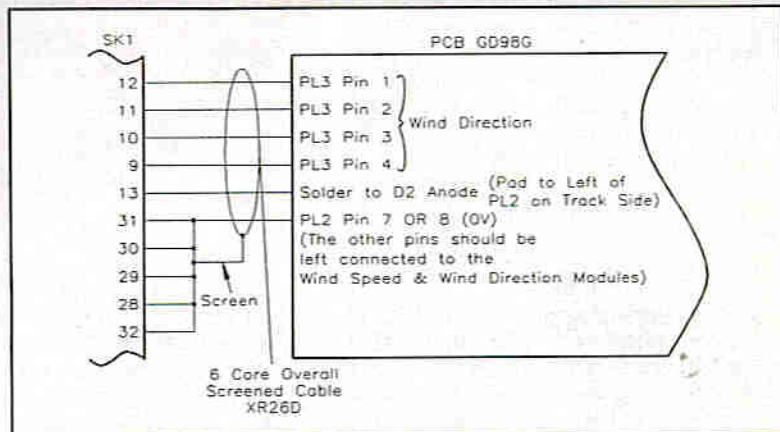 SK1
PCB GD98G
12
PL3 Pin 1
11
PL3 Pin 2
Wind Direction
10
PL3 Pin 3
9
PL3 Pin 4
13
Solder to D2 Anode (Pad to Left of
PL2 on Track Side)
31
PL2 Pin 7 OR 8 (0V)
30
(The other pins should be
left connected to the
29
Wind Speed & Wind Direction Modules)
28
Screen
32
6 Core Overall
Screened Cable
XR26D